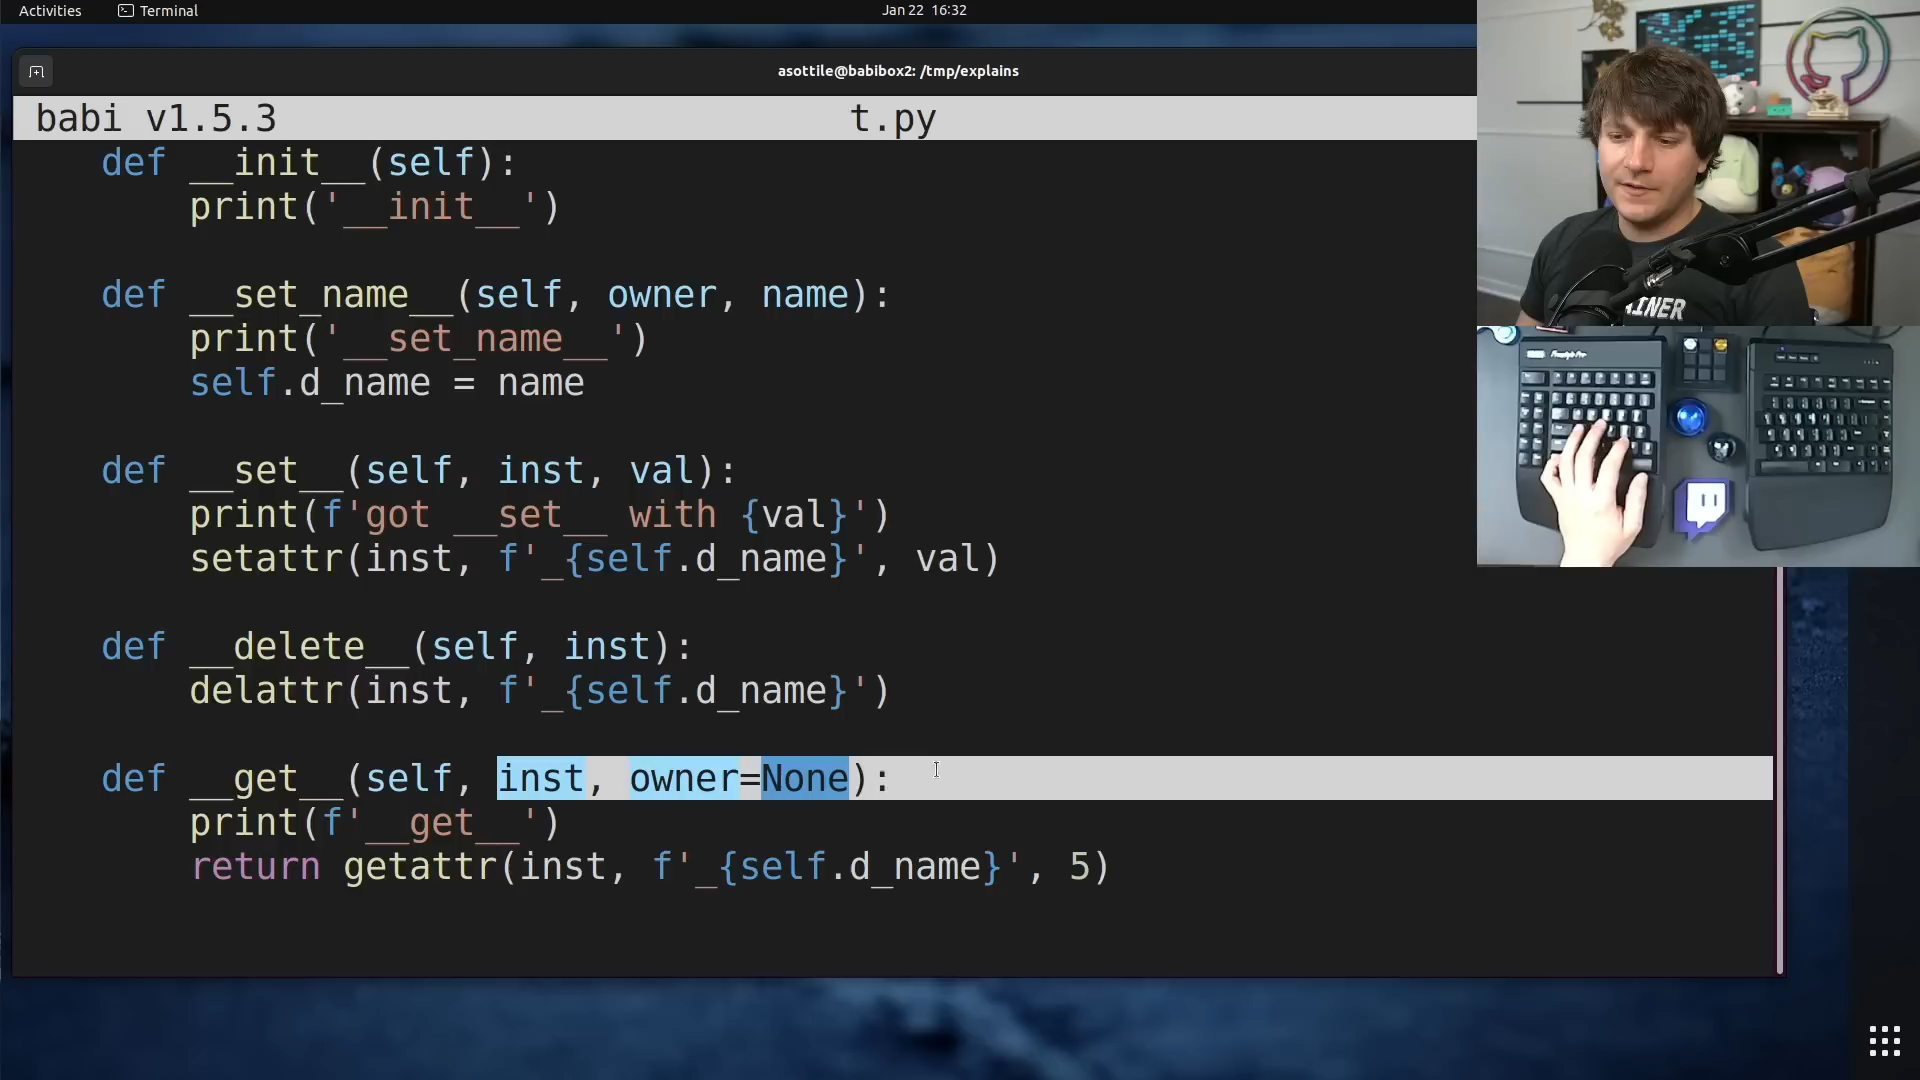 Activities
Terminal
Jan 22 16:32
asottile@babibox2: /tmp/explains
babi v1.5.3
t.py
def __init__(self):
print('__init__')
def __set_name__(self, owner, name):
print('__set_name__')
self.d_name = name
def __set__(self, inst, val):
print(f'got __set__ with {val}')
setattr(inst, f'_{self.d_name}', val)
def __delete__(self, inst):
delattr(inst, f'_{self.d_name}')
def __get__(self, inst, owner=None):
print(f'__get__')
return getattr(inst, f'_{self.d_name}', 5)
Freestyle Pro